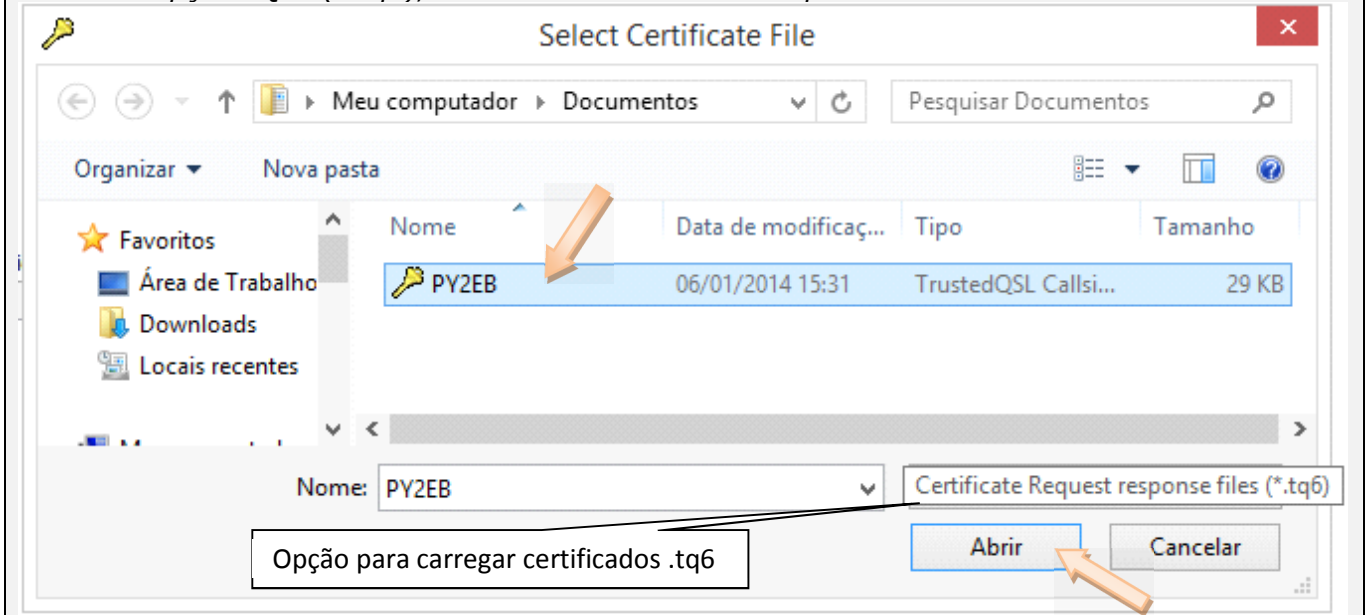 Select Certificate File
Meu computador Documentos
Pesquisar Documentos
Organizar Nova pasta
Nome Data de modificaç... Tipo Tamanho
Favoritos
PY2EB 06/01/2014 15:31 TrustedQSL Callsi... 29 KB
Área de Trabalho
Downloads
Locais recentes
Nome: PY2EB
Certificate Request response files (*.tq6)
Opção para carregar certificados .tq6
Abrir Cancelar